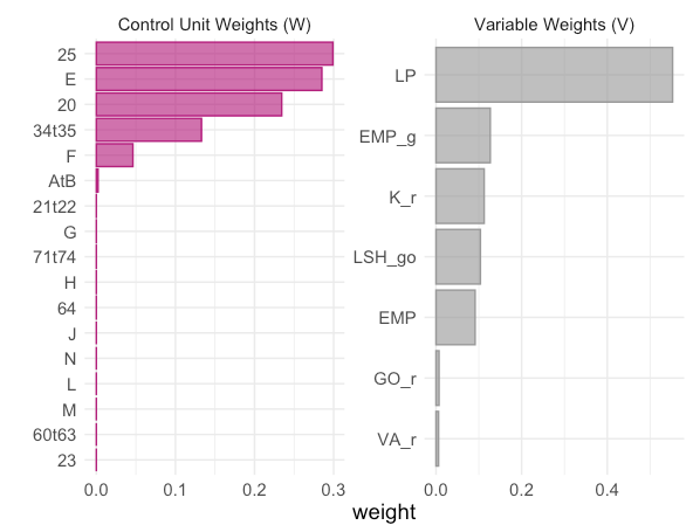 Control Unit Weights (W)
25
E
20
34t35
F
AtB
21t22
G
71t74
H
64
J
N
L
M
60t63
23
0.0 0.1 0.2 0.3
Variable Weights (V)
LP
EMP_g
K_r
LSH_go
EMP
GO_r
VA_r
0.0 0.2 0.4
weight